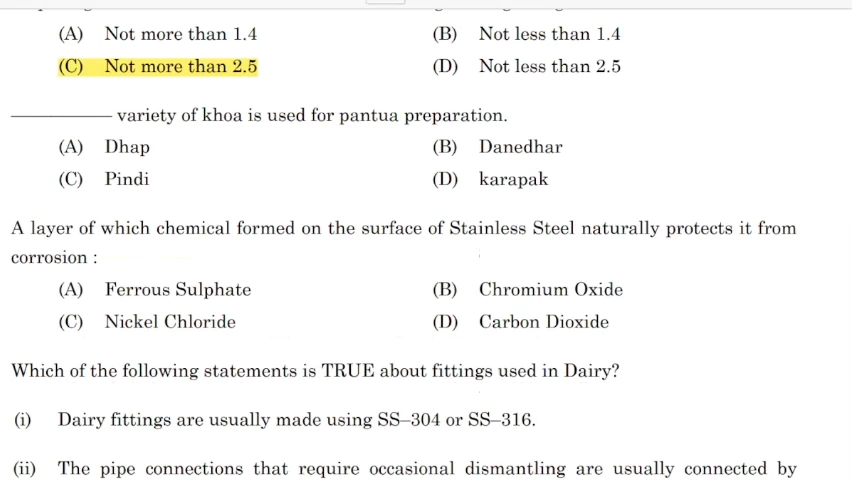 (A) Not more than 1.4 (B) Not less than 1.4
(C) Not more than 2.5 (D) Not less than 2.5
__________ variety of khoa is used for pantua preparation.
(A) Dhap (B) Danedhar
(C) Pindi (D) karapak
A layer of which chemical formed on the surface of Stainless Steel naturally protects it from
corrosion :
(A) Ferrous Sulphate (B) Chromium Oxide
(C) Nickel Chloride (D) Carbon Dioxide
Which of the following statements is TRUE about fittings used in Dairy?
(i) Dairy fittings are usually made using SS–304 or SS–316.
(ii) The pipe connections that require occasional dismantling are usually connected by